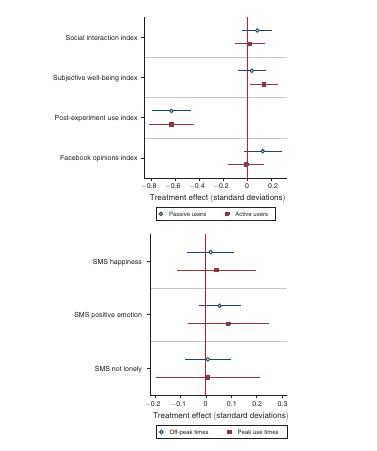 Social interaction index
Subjective well-being index
Post-experiment use index
Facebook opinions index
−0.8 −0.6 −0.4 −0.2 0 0.2
Treatment effect (standard deviations)
Passive users Active users
SMS happiness
SMS positive emotion
SMS not lonely
−0.2 −0.1 0 0.1 0.2 0.3
Treatment effect (standard deviations)
Off-peak times Peak use times